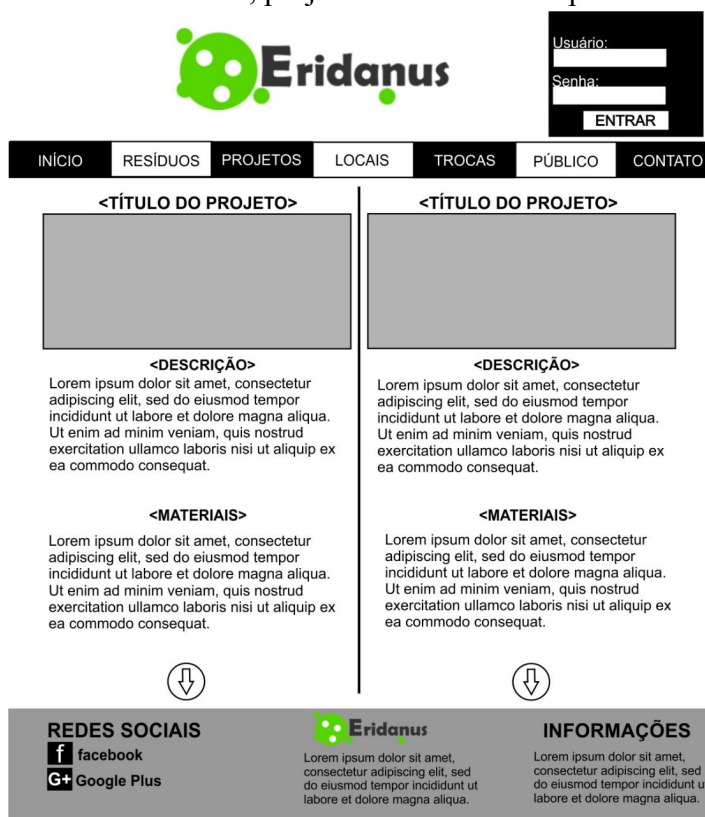 Eridanus
Usuário:
Senha:
ENTRAR
INÍCIO RESÍDUOS PROJETOS LOCAIS TROCAS PÚBLICO CONTATO
<TÍTULO DO PROJETO>
<DESCRIÇÃO>
Lorem ipsum dolor sit amet, consectetur
adipiscing elit, sed do eiusmod tempor
incididunt ut labore et dolore magna aliqua.
Ut enim ad minim veniam, quis nostrud
exercitation ullamco laboris nisi ut aliquip ex
ea commodo consequat.
<MATERIAIS>
Lorem ipsum dolor sit amet, consectetur
adipiscing elit, sed do eiusmod tempor
incididunt ut labore et dolore magna aliqua.
Ut enim ad minim veniam, quis nostrud
exercitation ullamco laboris nisi ut aliquip ex
ea commodo consequat.
<TÍTULO DO PROJETO>
<DESCRIÇÃO>
Lorem ipsum dolor sit amet, consectetur
adipiscing elit, sed do eiusmod tempor
incididunt ut labore et dolore magna aliqua.
Ut enim ad minim veniam, quis nostrud
exercitation ullamco laboris nisi ut aliquip ex
ea commodo consequat.
<MATERIAIS>
Lorem ipsum dolor sit amet, consectetur
adipiscing elit, sed do eiusmod tempor
incididunt ut labore et dolore magna aliqua.
Ut enim ad minim veniam, quis nostrud
exercitation ullamco laboris nisi ut aliquip ex
ea commodo consequat.
REDES SOCIAIS
f facebook
G+ Google Plus
Eridanus
Lorem ipsum dolor sit amet,
consectetur adipiscing elit, sed
do eiusmod tempor incididunt ut
labore et dolore magna aliqua.
INFORMAÇÕES
Lorem ipsum dolor sit amet,
consectetur adipiscing elit, sed
do eiusmod tempor incididunt u
labore et dolore magna aliqua.